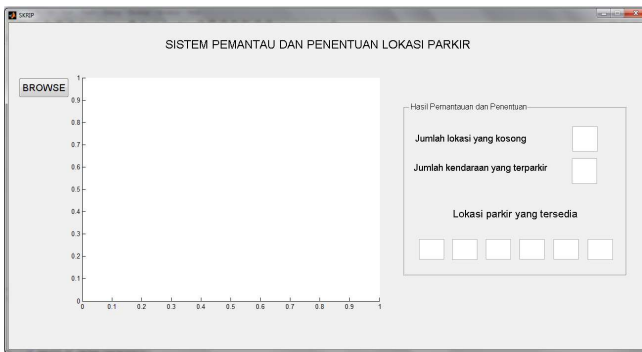 SKRIP
SISTEM PEMANTAU DAN PENENTUAN LOKASI PARKIR
BROWSE
1
0.9
0.8
0.7
0.6
0.5
0.4
0.3
0.2
0.1
0
0 0.1 0.2 0.3 0.4 0.5 0.6 0.7 0.8 0.9 1
Hasil Pemantauan dan Penentuan
Jumlah lokasi yang kosong
Jumlah kendaraan yang terparkir
Lokasi parkir yang tersedia